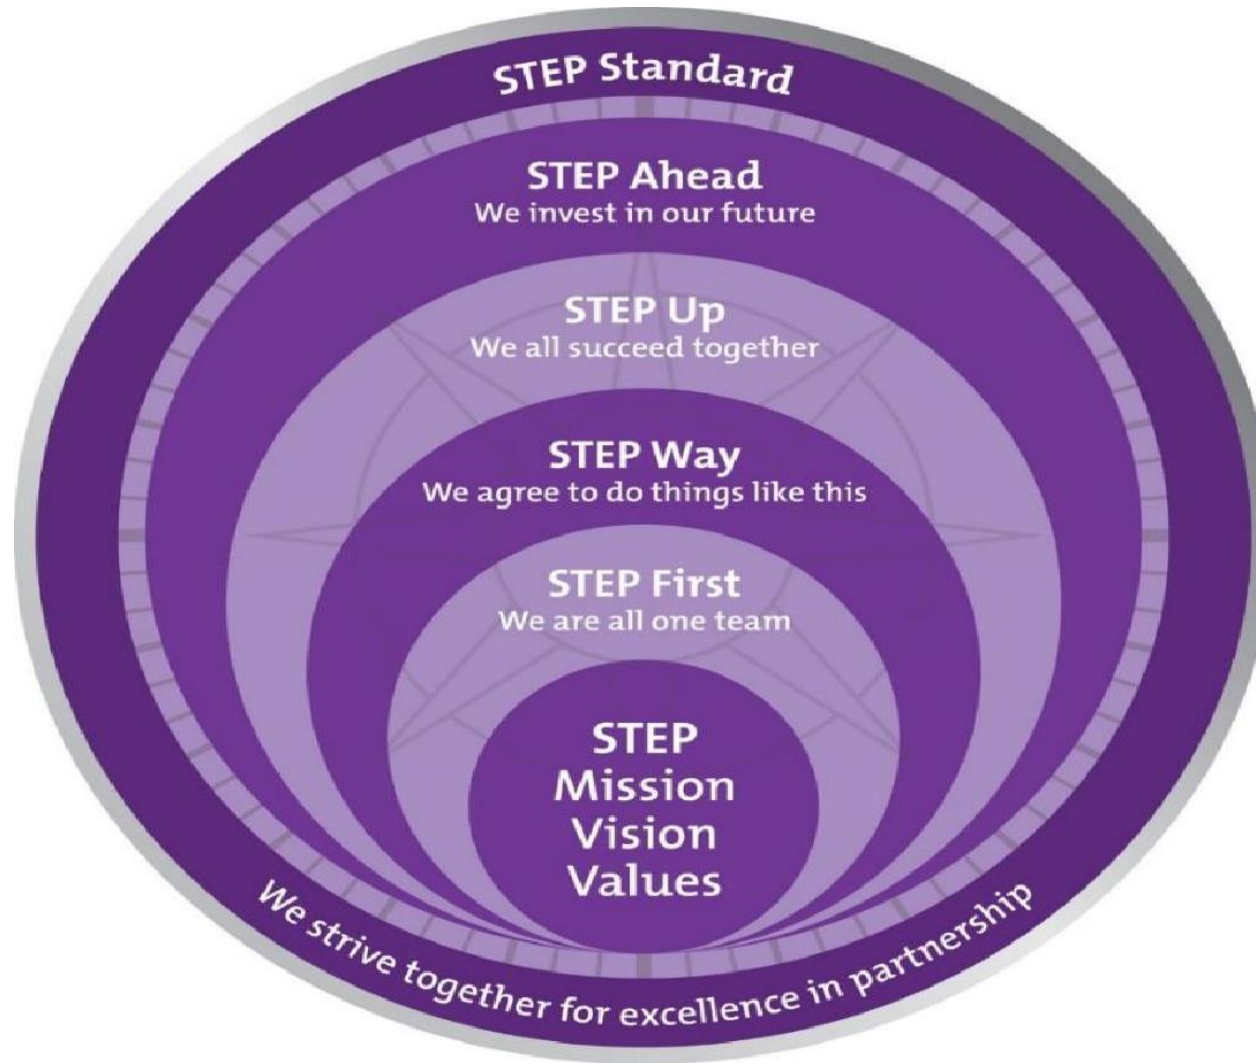 STEP Standard
STEP Ahead
We invest in our future
STEP Up
We all succeed together
STEP Way
We agree to do things like this
STEP First
We are all one team
STEP
Mission
Vision
Values
We strive together for excellence in partnership